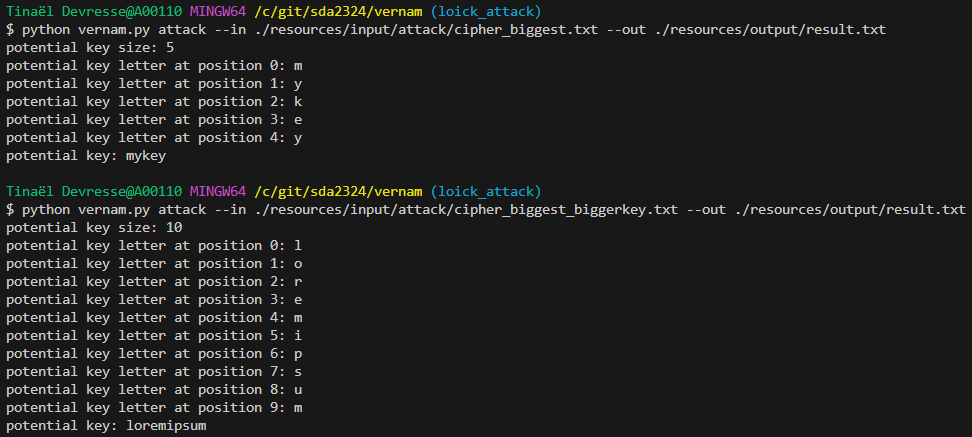 Tinaël Devresse@A00110 MINGW64 /c/git/sda2324/vernam (loick_attack)
$ python vernam.py attack --in ./resources/input/attack/cipher_biggest.txt --out ./resources/output/result.txt
potential key size: 5
potential key letter at position 0: m
potential key letter at position 1: y
potential key letter at position 2: k
potential key letter at position 3: e
potential key letter at position 4: y
potential key: mykey
Tinaël Devresse@A00110 MINGW64 /c/git/sda2324/vernam (loick_attack)
$ python vernam.py attack --in ./resources/input/attack/cipher_biggest_biggerkey.txt --out ./resources/output/result.txt
potential key size: 10
potential key letter at position 0: l
potential key letter at position 1: o
potential key letter at position 2: r
potential key letter at position 3: e
potential key letter at position 4: m
potential key letter at position 5: i
potential key letter at position 6: p
potential key letter at position 7: s
potential key letter at position 8: u
potential key letter at position 9: m
potential key: loremipsum